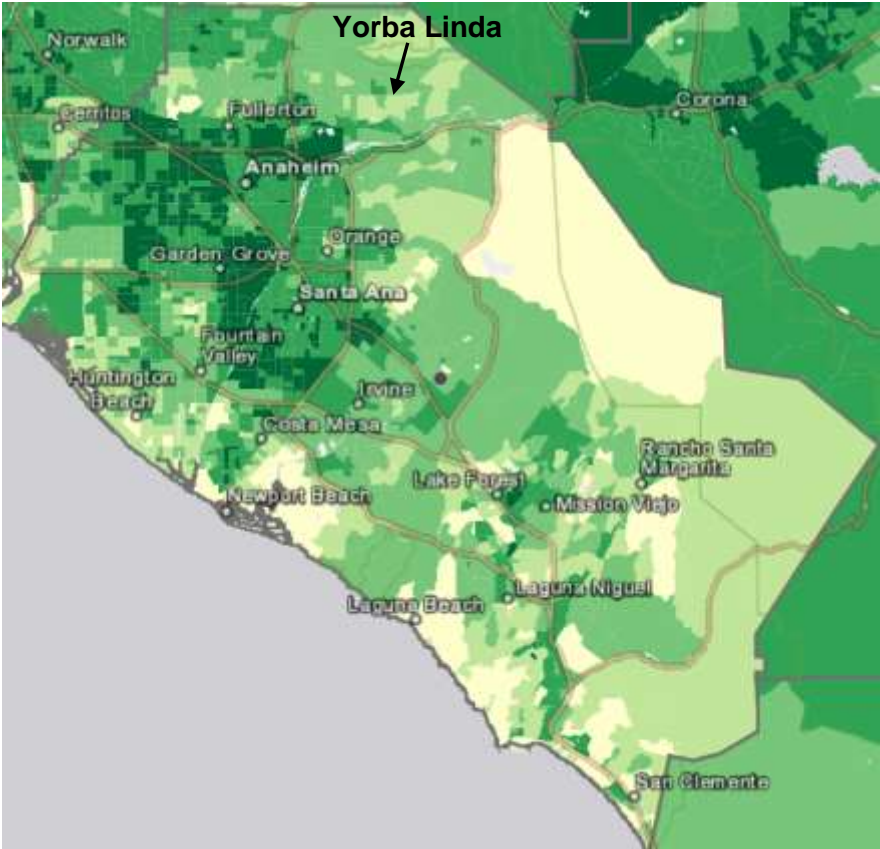 Yorba Linda
Norwalk
Corona
Cerritos
Fullerton
Anaheim
Orange
Garden Grove
Santa Ana
Fountain
Valley
Huntington
Beach
Irvine
Costa Mesa
Rancho Santa
Margarita
Lake Forest
Newport Beach
Mission Viejo
Laguna Niguel
Laguna Beach
San Clemente